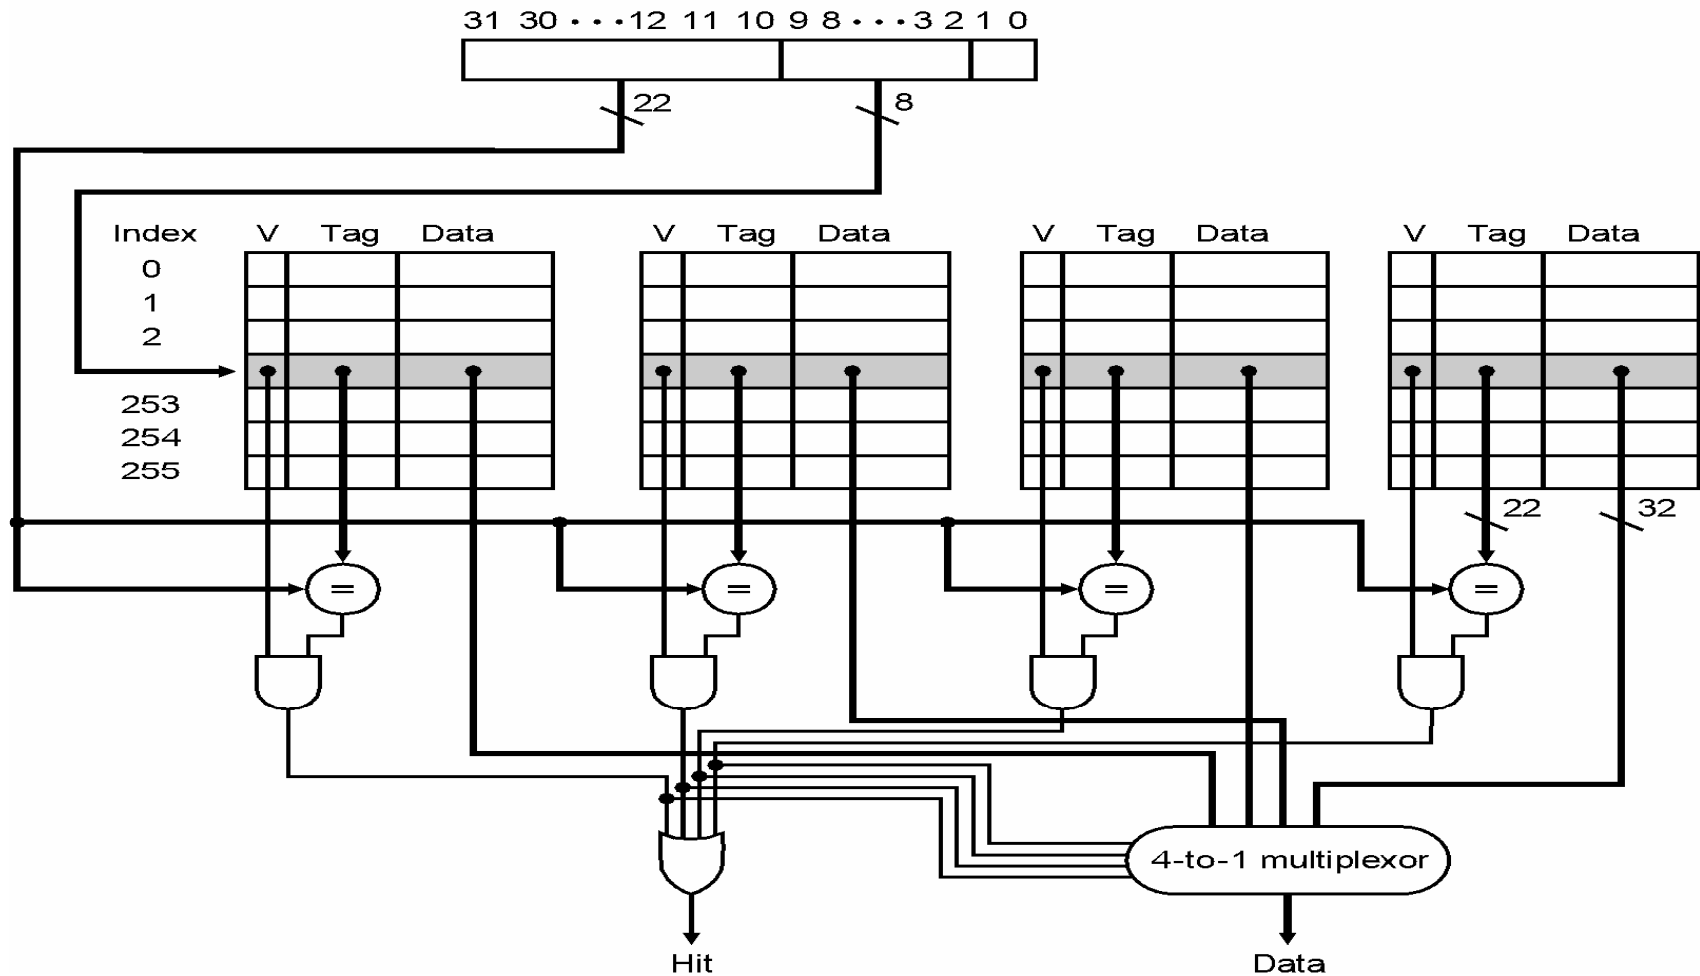 31 30 ···12 11 10 9 8 ···3 2 1 0
22 8
Index V Tag Data V Tag Data V Tag Data V Tag Data
0
1
2
253
254
255
22 32
= = = =
4-to-1 multiplexor
Hit Data